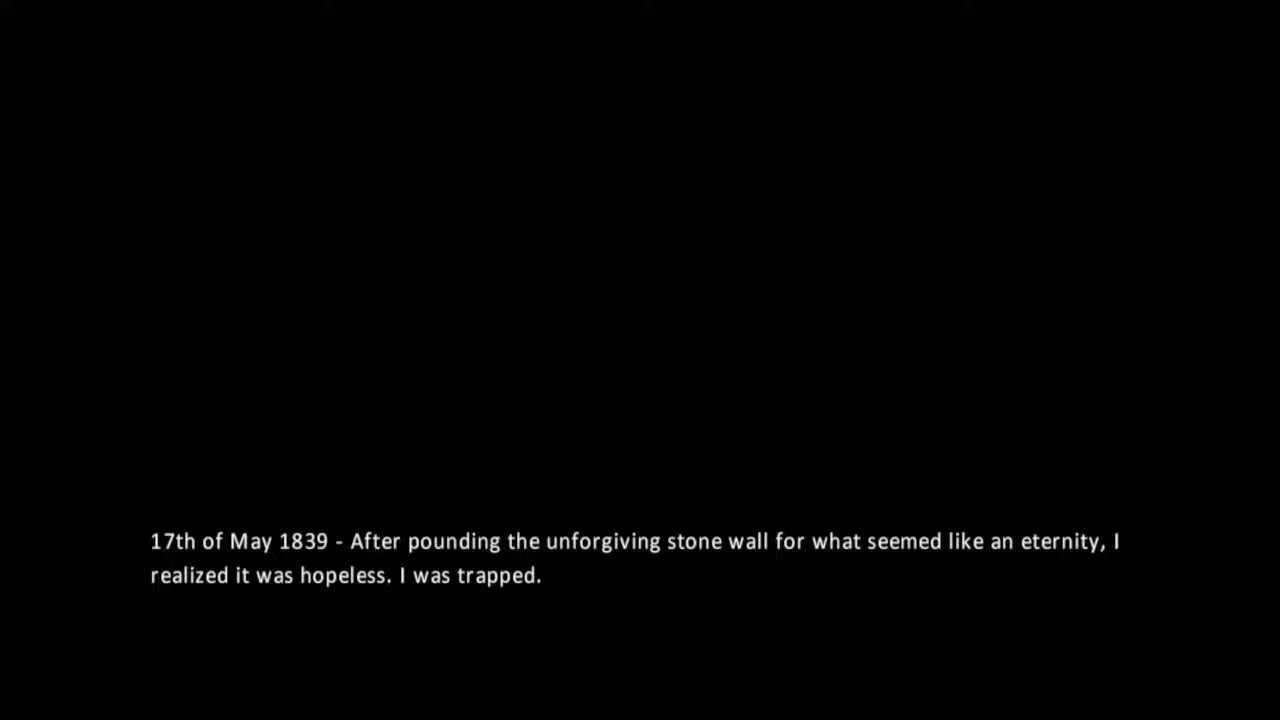 17th of May 1839 - After pounding the unforgiving stone wall for what seemed like an eternity, I
realized it was hopeless. I was trapped.